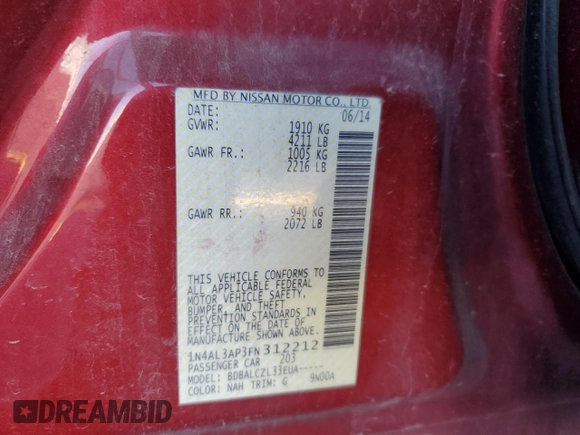 MFD BY NISSAN MOTOR CO., LTD.
DATE: 06/14
GVWR: 1910 KG
4211 LB
GAWR FR.: 1005 KG
2216 LB
GAWR RR.: 940 KG
2072 LB
THIS VEHICLE CONFORMS TO
ALL APPLICABLE FEDERAL
MOTOR VEHICLE SAFETY,
BUMPER, AND THEFT
PREVENTION STANDARDS IN
EFFECT ON THE DATE OF
MANUFACTURE SHOWN ABOVE.
1N4AL3AP3FN312212
PASSENGER CAR 203
MODEL: BDBALCZL33EUA-----
COLOR: NAH TRIM: G 9N00A
AUTOBIDMASTER